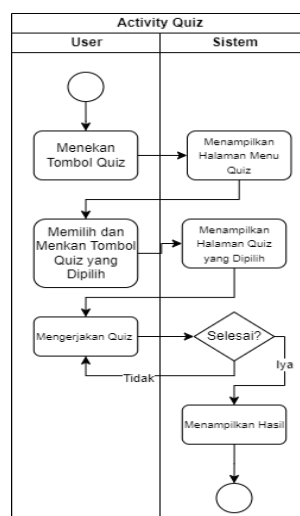 Activity Quiz
User
Sistem
Menekan
Tombol Quiz
Menampilkan
Halaman Menu
Quiz
Memilih dan
Menkan Tombol
Quiz yang
Dipilih
Menampilkan
Halaman Quiz
yang Dipilih
Mengerjakan Quiz
Selesai?
Tidak
Iya
Menampilkan Hasil